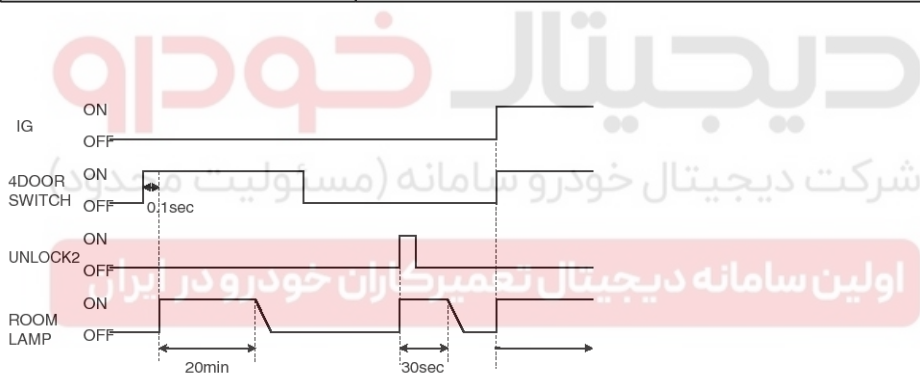 دیجیتال خودرو
IG
ON
OFF
شرکت دیجیتال خودرو سامانه (مسئولیت محدود)
4DOOR
SWITCH
ON
OFF
0.1sec
UNLOCK2
ON
OFF
اولین سامانه دیجیتال تعمیرکاران خودرو در ایران
ROOM
LAMP
ON
OFF
20min
30sec